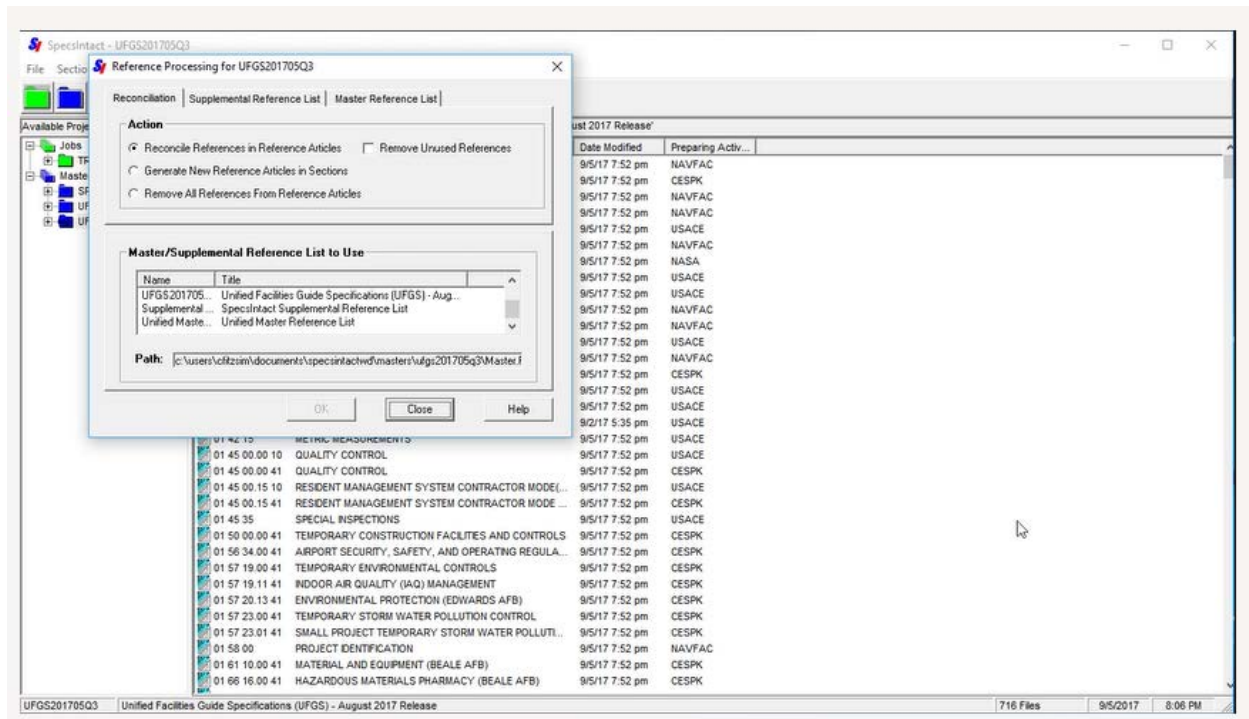 SpecsIntact - UFGS201705Q3
File Sectio
Reference Processing for UFGS201705Q3
Reconciliation Supplemental Reference List Master Reference List
Action
Reconcile References in Reference Articles Remove Unused References
Generate New Reference Articles in Sections
Remove All References From Reference Articles
Master/Supplemental Reference List to Use
Name Title
UFGS201705... Unified Facilities Guide Specifications (UFGS) - Aug...
Supplemental ... SpecsIntact Supplemental Reference List
Unified Maste... Unified Master Reference List
Path: c:\users\cfitzsim\documents\specsintactwd\masters\ufgs201705q3\Master.F
OK Close Help
Available Proje
Jobs
TR
Maste
SP
UF
UF
ust 2017 Release'
Date Modified Preparing Activ...
9/5/17 7:52 pm NAVFAC
9/5/17 7:52 pm CESPK
9/5/17 7:52 pm NAVFAC
9/5/17 7:52 pm NAVFAC
9/5/17 7:52 pm USACE
9/5/17 7:52 pm NAVFAC
9/5/17 7:52 pm NASA
9/5/17 7:52 pm USACE
9/5/17 7:52 pm USACE
9/5/17 7:52 pm NAVFAC
9/5/17 7:52 pm NAVFAC
9/5/17 7:52 pm USACE
9/5/17 7:52 pm NAVFAC
9/5/17 7:52 pm CESPK
9/5/17 7:52 pm USACE
9/5/17 7:52 pm USACE
9/2/17 5:35 pm USACE
01 42 15 METRIC MEASUREMENTS 9/5/17 7:52 pm USACE
01 45 00.00 10 QUALITY CONTROL 9/5/17 7:52 pm USACE
01 45 00.00 41 QUALITY CONTROL 9/5/17 7:52 pm CESPK
01 45 00.15 10 RESIDENT MANAGEMENT SYSTEM CONTRACTOR MODE(... 9/5/17 7:52 pm USACE
01 45 00.15 41 RESIDENT MANAGEMENT SYSTEM CONTRACTOR MODE ... 9/5/17 7:52 pm CESPK
01 45 35 SPECIAL INSPECTIONS 9/5/17 7:52 pm USACE
01 50 00.00 41 TEMPORARY CONSTRUCTION FACILITIES AND CONTROLS 9/5/17 7:52 pm CESPK
01 56 34.00 41 AIRPORT SECURITY, SAFETY, AND OPERATING REGULA... 9/5/17 7:52 pm CESPK
01 57 19.00 41 TEMPORARY ENVIRONMENTAL CONTROLS 9/5/17 7:52 pm CESPK
01 57 19.11 41 INDOOR AIR QUALITY (IAQ) MANAGEMENT 9/5/17 7:52 pm CESPK
01 57 20.13 41 ENVIRONMENTAL PROTECTION (EDWARDS AFB) 9/5/17 7:52 pm CESPK
01 57 23.00 41 TEMPORARY STORM WATER POLLUTION CONTROL 9/5/17 7:52 pm CESPK
01 57 23.01 41 SMALL PROJECT TEMPORARY STORM WATER POLLUTI... 9/5/17 7:52 pm CESPK
01 58 00 PROJECT IDENTIFICATION 9/5/17 7:52 pm NAVFAC
01 61 10.00 41 MATERIAL AND EQUIPMENT (BEALE AFB) 9/5/17 7:52 pm CESPK
01 66 16.00 41 HAZARDOUS MATERIALS PHARMACY (BEALE AFB) 9/5/17 7:52 pm CESPK
UFGS201705Q3 Unified Facilities Guide Specifications (UFGS) - August 2017 Release 716 Files 9/5/2017 8:06 PM